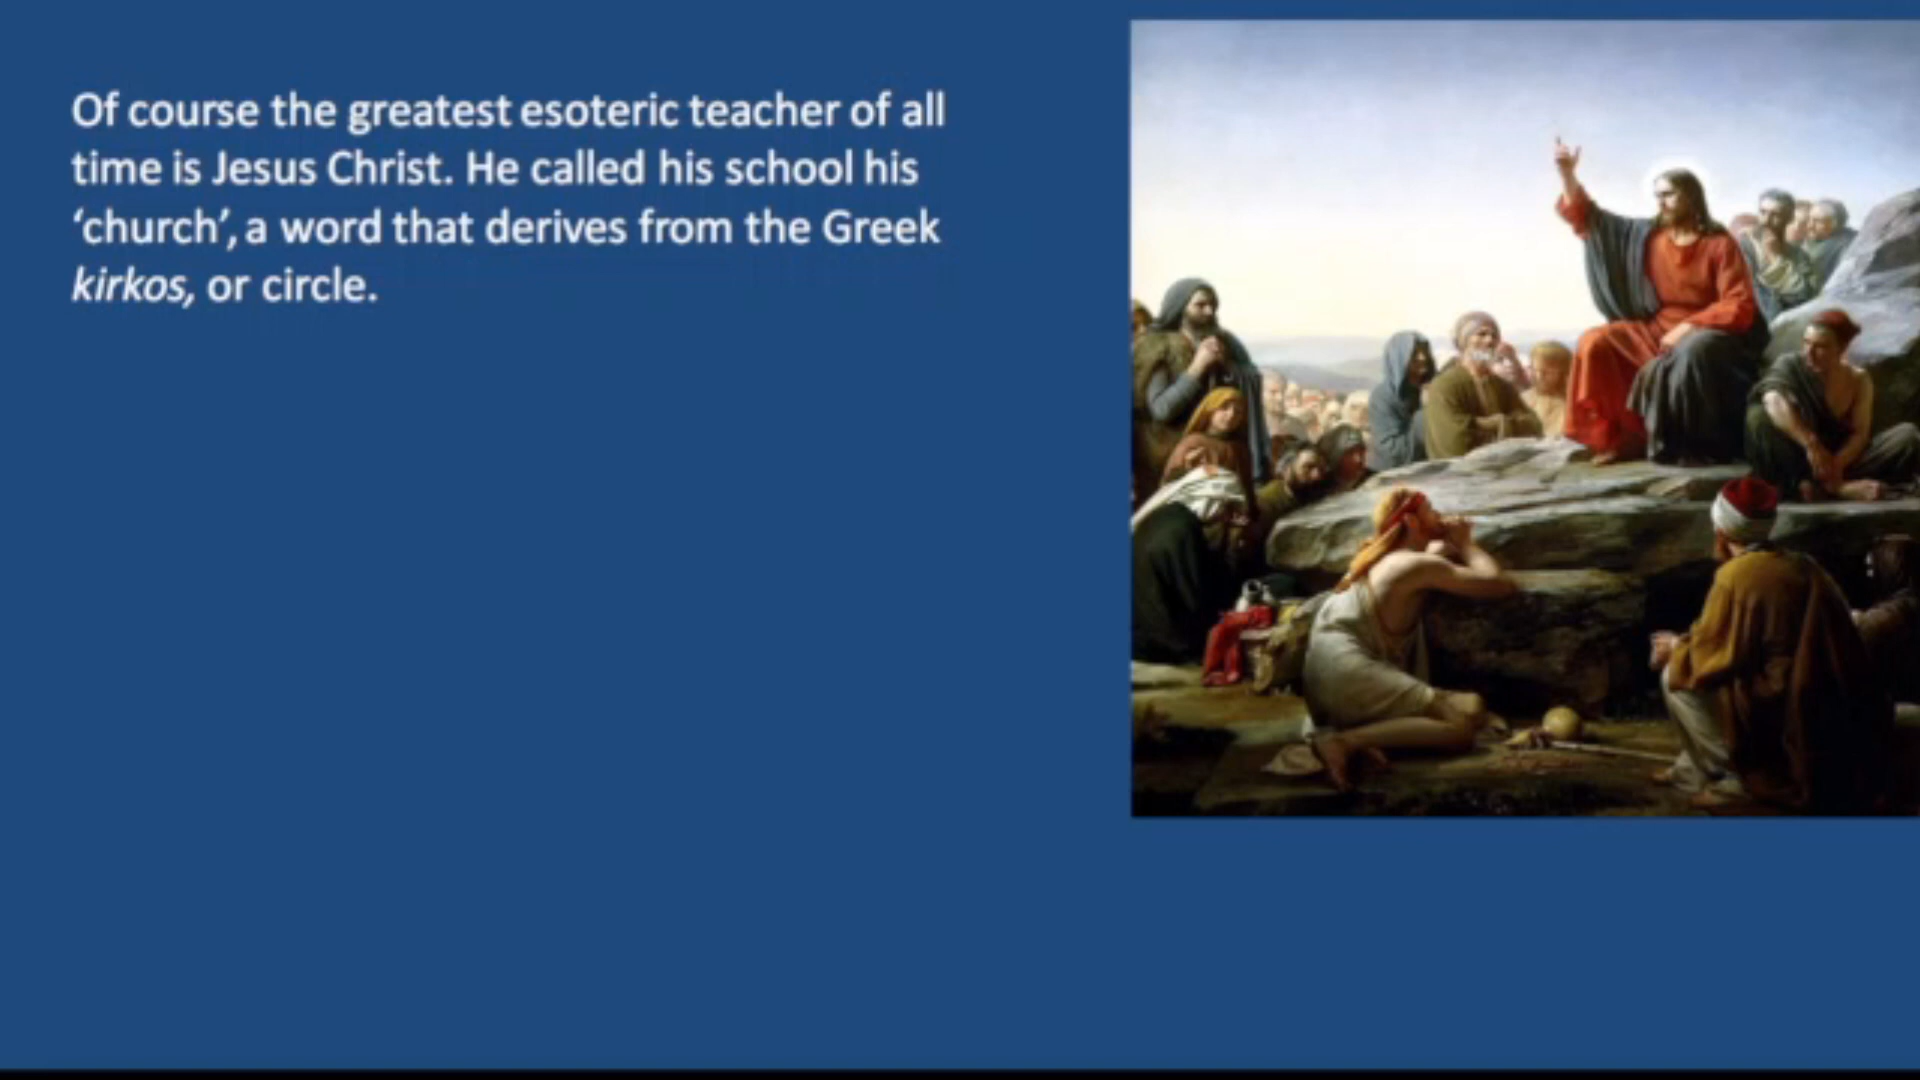 Of course the greatest esoteric teacher of all
time is Jesus Christ. He called his school his
‘church’, a word that derives from the Greek
kirkos, or circle.